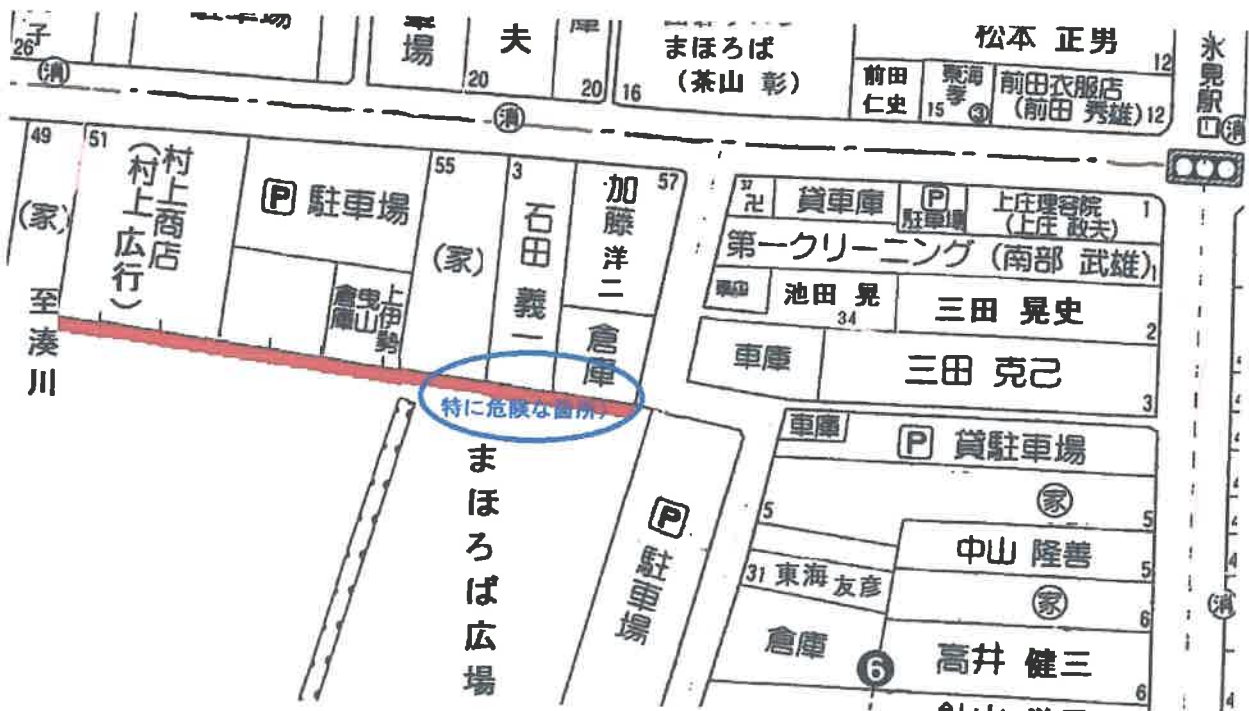 子
26
駐車場
場
夫
20
庫
20
16
まほろば
(茶山 彰)
松本 正男
12
前田
仁史
東海
孝
15
③
前田衣服店
(前田 秀雄)12
氷見駅
口
消
消
消
49
(家)
51
村上商店
(村上広行)
P 駐車場
上伊勢
曳山
倉庫
55
(家)
3
石田 義一
加藤 洋二
57
倉庫
37
卍
貸車庫
P
駐車場
上庄理容院
(上庄 政夫)
1
第一クリーニング(南部 武雄)1
車庫
池田 晃
34
三田 晃史
2
車庫
三田 克己
3
至湊川
特に危険な箇所)
まほろば広場
P 駐車場
車庫
P 貸駐車場
家
5
5
中山 隆善
5
31 東海 友彦
家
6
倉庫
6
高井 健三
6
消